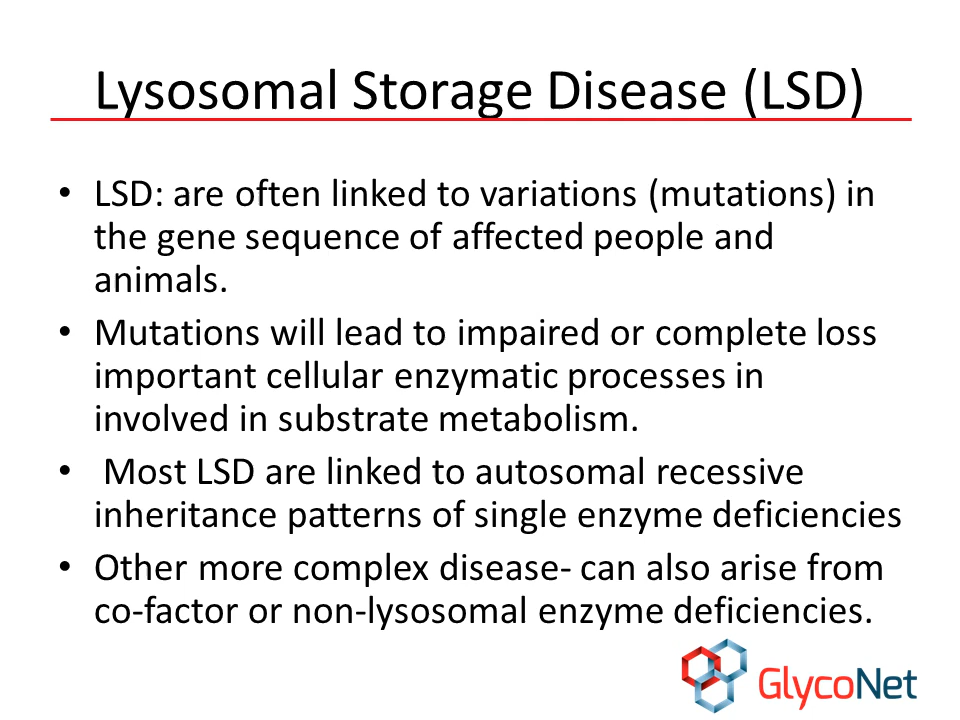 Lysosomal Storage Disease (LSD)
• LSD: are often linked to variations (mutations) in
the gene sequence of affected people and
animals.
• Mutations will lead to impaired or complete loss
important cellular enzymatic processes in
involved in substrate metabolism.
• Most LSD are linked to autosomal recessive
inheritance patterns of single enzyme deficiencies
• Other more complex disease- can also arise from
co-factor or non-lysosomal enzyme deficiencies.
GlycoNet